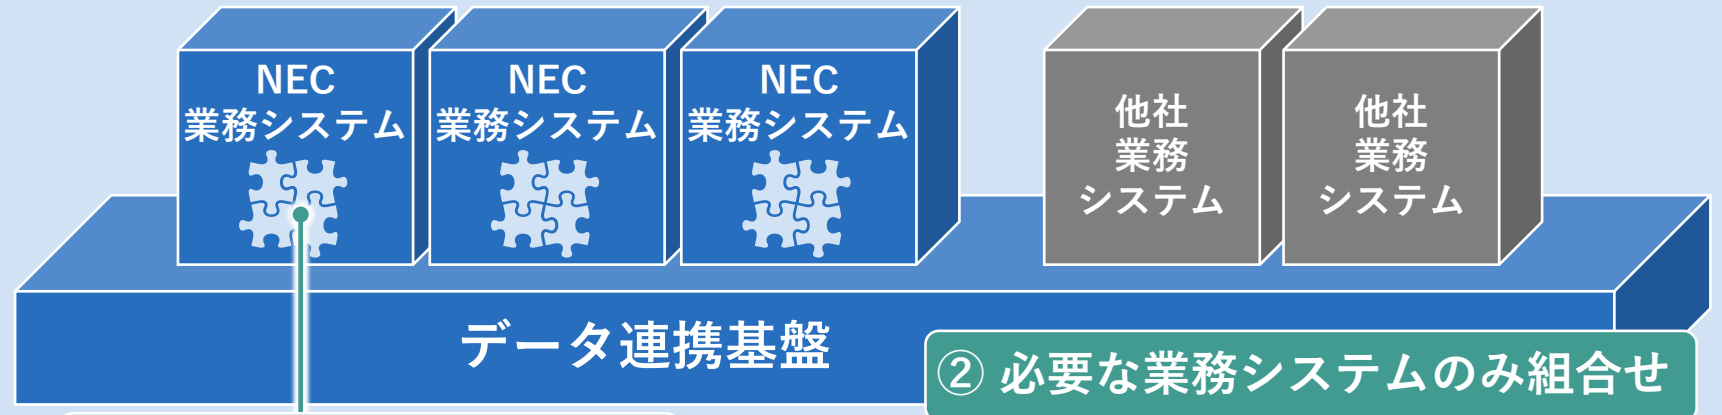 NEC
業務システム
NEC
業務システム
NEC
業務システム
他社
業務
システム
他社
業務
システム
データ連携基盤
② 必要な業務システムのみ組合せ